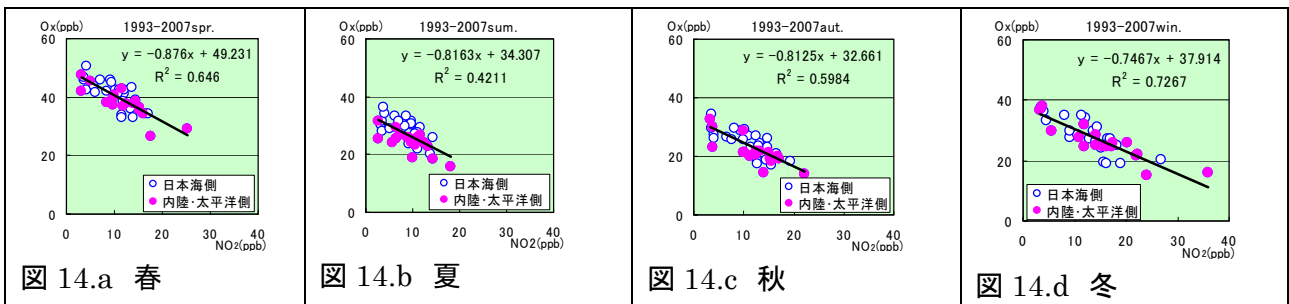 Ox(ppb) 1993-2007spr.
60
y = -0.876x + 49.231
R² = 0.646
40
20
○ 日本海側
● 内陸・太平洋側
0
0 10 20 30 40
NO2(ppb)
図 14.a 春
Ox(ppb) 1993-2007sum.
60
y = -0.8163x + 34.307
R² = 0.4211
40
20
○ 日本海側
● 内陸・太平洋側
0
0 10 20 30 40
NO2(ppb)
図 14.b 夏
Ox(ppb) 1993-2007aut.
60
y = -0.8125x + 32.661
R² = 0.5984
40
20
○ 日本海側
● 内陸・太平洋側
0
0 10 20 30 40
NO2(ppb)
図 14.c 秋
Ox(ppb) 1993-2007win.
60
y = -0.7467x + 37.914
R² = 0.7267
40
20
○ 日本海側
● 内陸・太平洋側
0
0 10 20 30 40
NO2(ppb)
図 14.d 冬